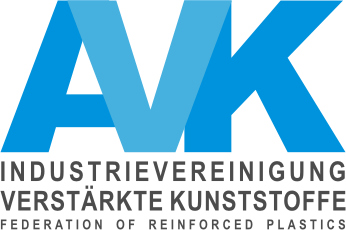 AVK
INDUSTRIEVEREINIGUNG
VERSTÄRKTE KUNSTSTOFFE
FEDERATION OF REINFORCED PLASTICS